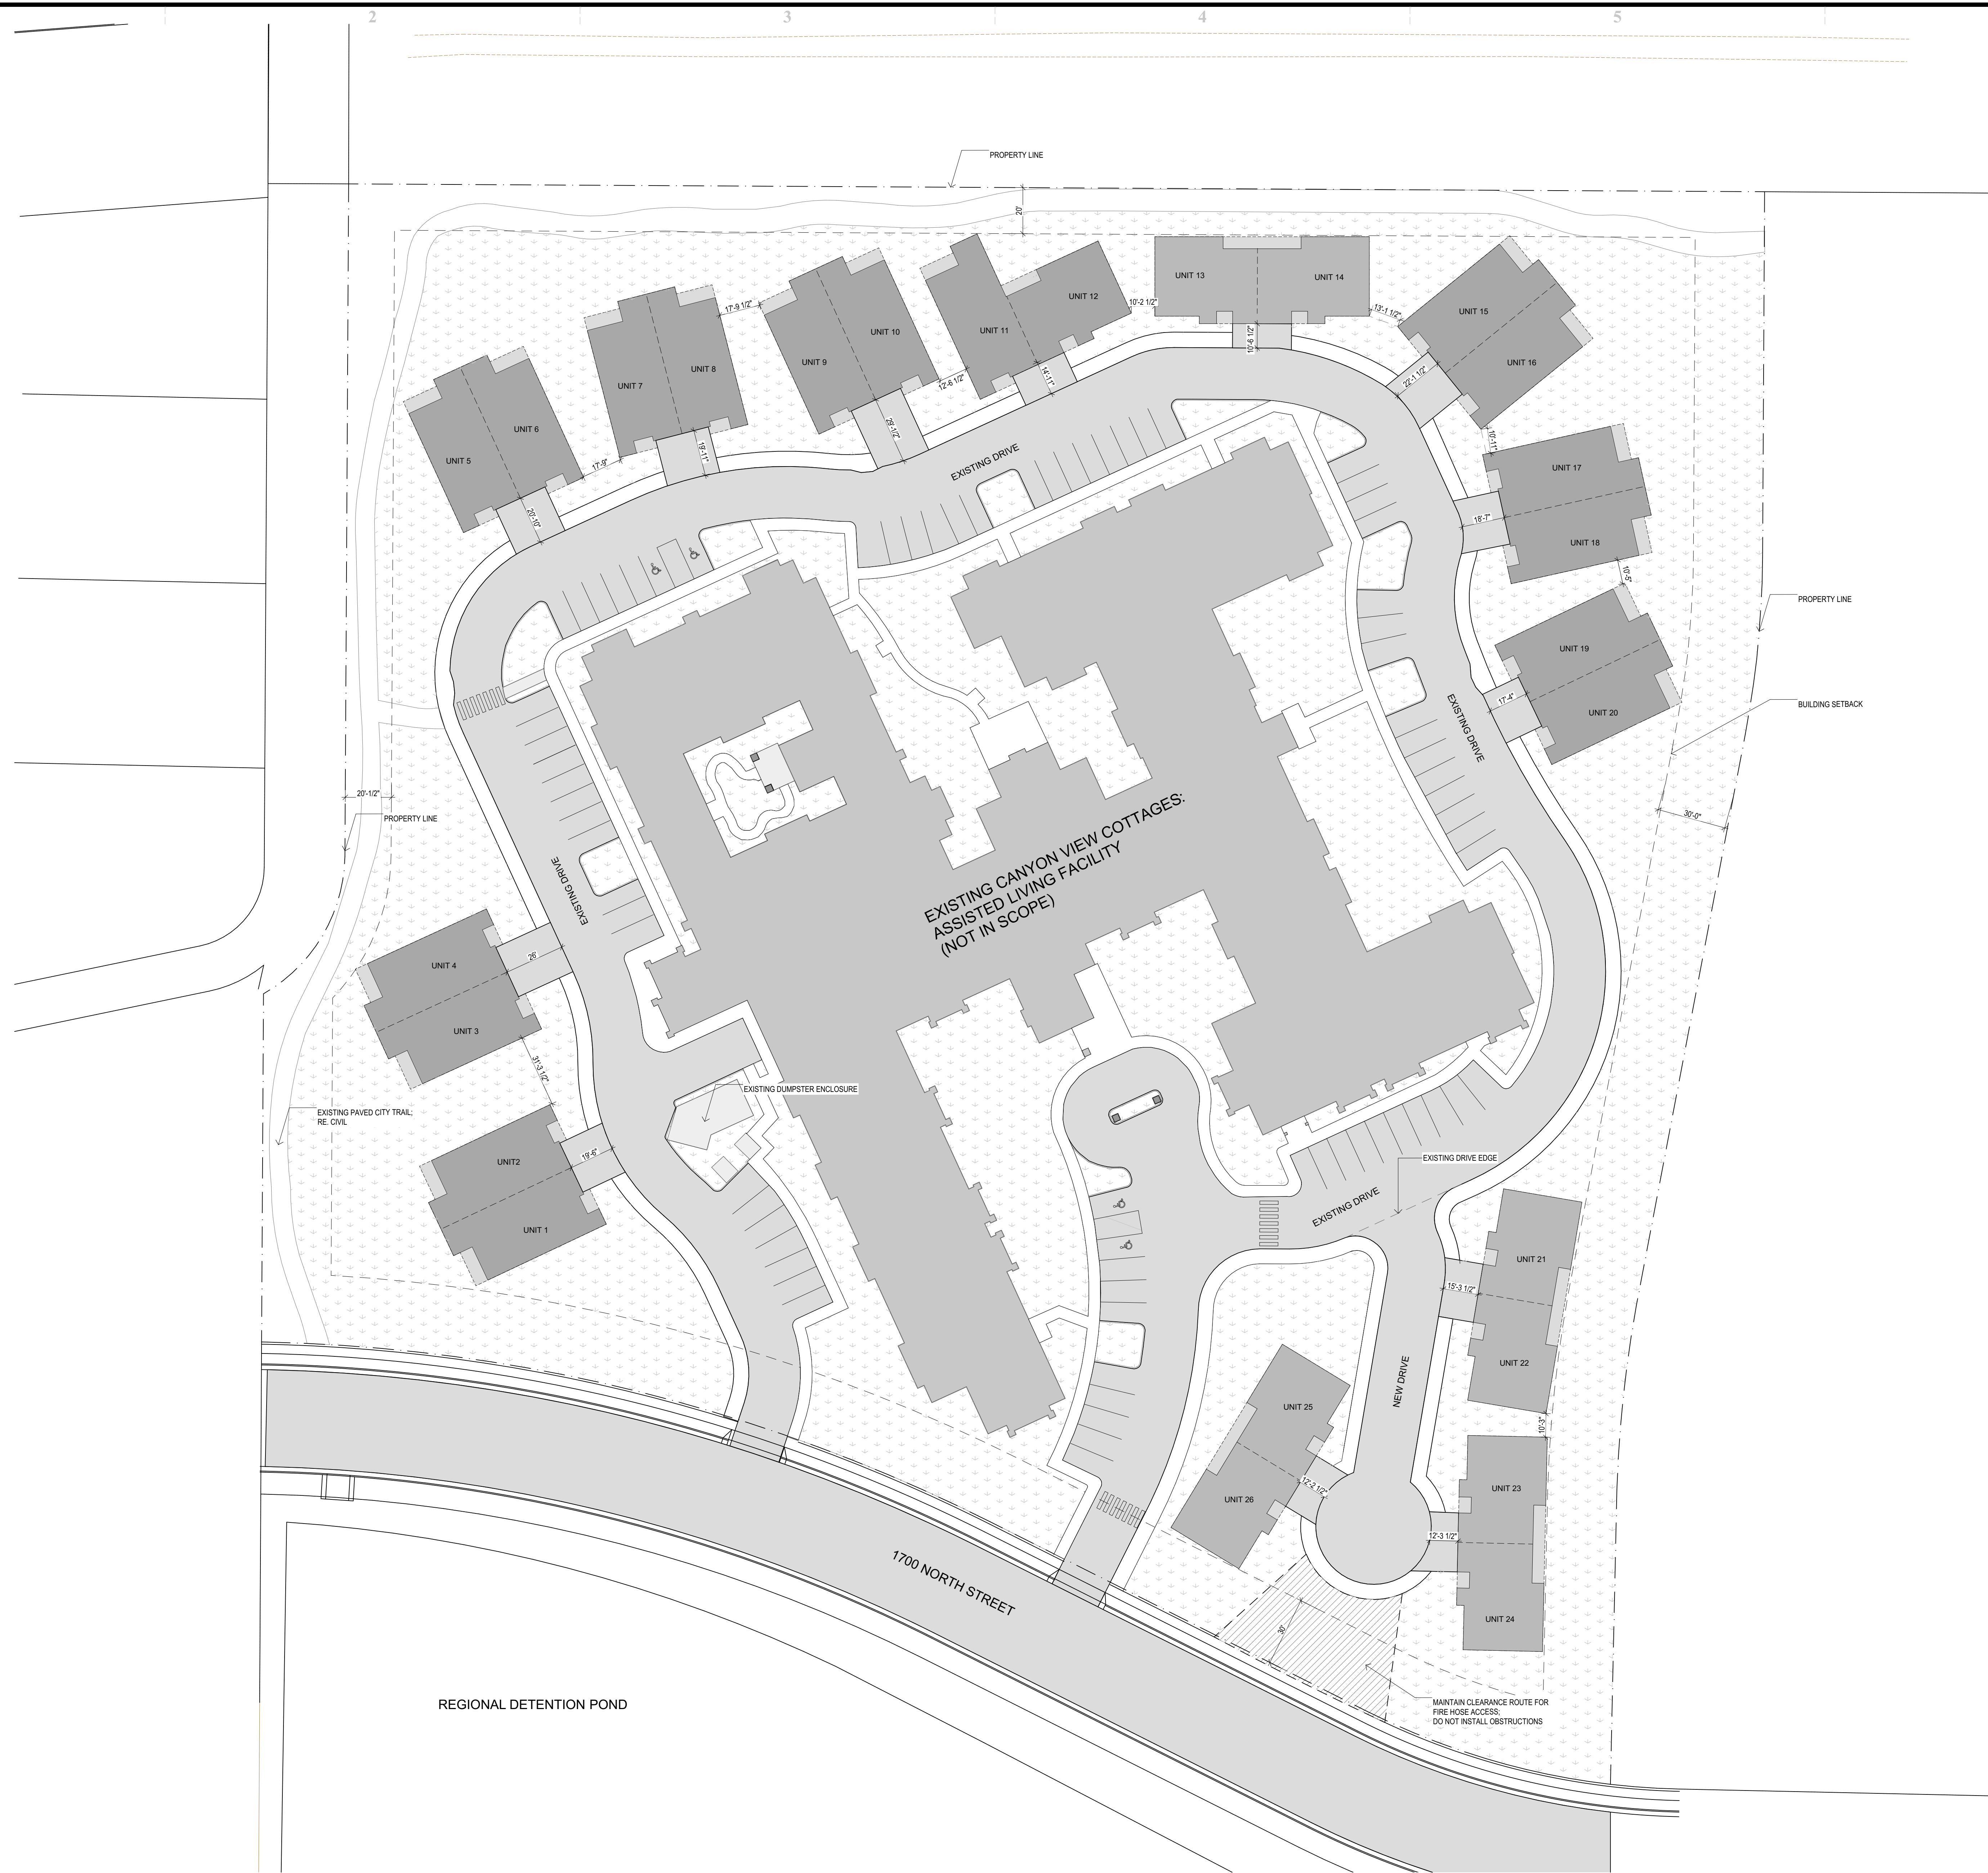 2 3 4 5
PROPERTY LINE
20'
UNIT 13
UNIT 14
10'-2 1/2"
13'-1 1/2"
10'-6 1/2"
UNIT 11
UNIT 12
14'-11"
17'-9 1/2"
UNIT 9
UNIT 10
12'-6 1/2"
29'-1/2"
UNIT 7
UNIT 8
19'-11"
17'-9"
UNIT 5
UNIT 6
20'-10"
UNIT 15
UNIT 16
22'-1 1/2"
10'-11"
UNIT 17
UNIT 18
18'-7"
10'-5"
UNIT 19
UNIT 20
17'-4"
EXISTING DRIVE
EXISTING DRIVE
PROPERTY LINE
BUILDING SETBACK
30'-0"
20'-1/2"
PROPERTY LINE
EXISTING DRIVE
EXISTING CANYON VIEW COTTAGES:
ASSISTED LIVING FACILITY
(NOT IN SCOPE)
UNIT 4
UNIT 3
26'
31'-3 1/2"
EXISTING DUMPSTER ENCLOSURE
EXISTING PAVED CITY TRAIL;
RE. CIVIL
UNIT2
UNIT 1
19'-6"
EXISTING DRIVE EDGE
EXISTING DRIVE
UNIT 21
UNIT 22
15'-3 1/2"
NEW DRIVE
10'-3"
UNIT 25
UNIT 26
12'-2 1/2"
UNIT 23
UNIT 24
12'-3 1/2"
30'
1700 NORTH STREET
MAINTAIN CLEARANCE ROUTE FOR
FIRE HOSE ACCESS;
DO NOT INSTALL OBSTRUCTIONS
REGIONAL DETENTION POND